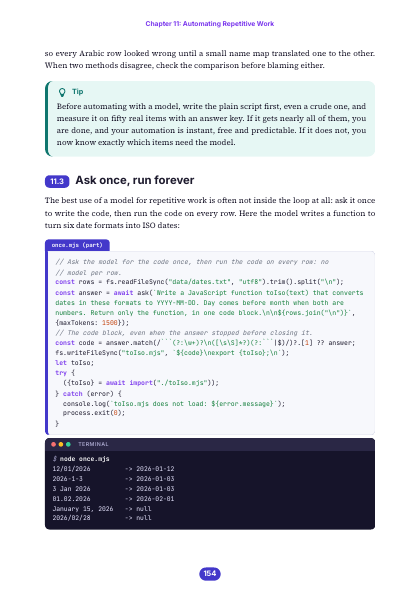 Chapter 11: Automating Repetitive Work
so every Arabic row looked wrong until a small name map translated one to the other.
When two methods disagree, check the comparison before blaming either.
Tip
Before automating with a model, write the plain script first, even a crude one, and
measure it on fifty real items with an answer key. If it gets nearly all of them, you
are done, and your automation is instant, free and predictable. If it does not, you
now know exactly which items need the model.
11.3 Ask once, run forever
The best use of a model for repetitive work is often not inside the loop at all: ask it once
to write the code, then run the code on every row. Here the model writes a function to
turn six date formats into ISO dates:
once.mjs (part)
// Ask the model for the code once, then run the code on every row: no
// model per row.
const rows = fs.readFileSync("data/dates.txt", "utf8").trim().split("\n");
const answer = await ask(`Write a JavaScript function toIso(text) that converts
dates in these formats to YYYY-MM-DD. Day comes before month when both are
numbers. Return only the function, in one code block.\n\n${rows.join("\n")}`,
{maxTokens: 1500});
// The code block, even when the answer stopped before closing it.
const code = answer.match(/```(?:\w+)?\n([\s\S]*?)(?:```|$)/)?.[1] ?? answer;
fs.writeFileSync("toIso.mjs", `${code}\nexport {toIso};\n`);
let toIso;
try {
  ({toIso} = await import("./toIso.mjs"));
} catch (error) {
  console.log(`toIso.mjs does not load: ${error.message}`);
  process.exit(0);
}
TERMINAL
$ node once.mjs
12/01/2026 -> 2026-01-12
2026-1-3 -> 2026-01-03
3 Jan 2026 -> 2026-01-03
01.02.2026 -> 2026-02-01
January 15, 2026 -> null
2026/02/28 -> null
154